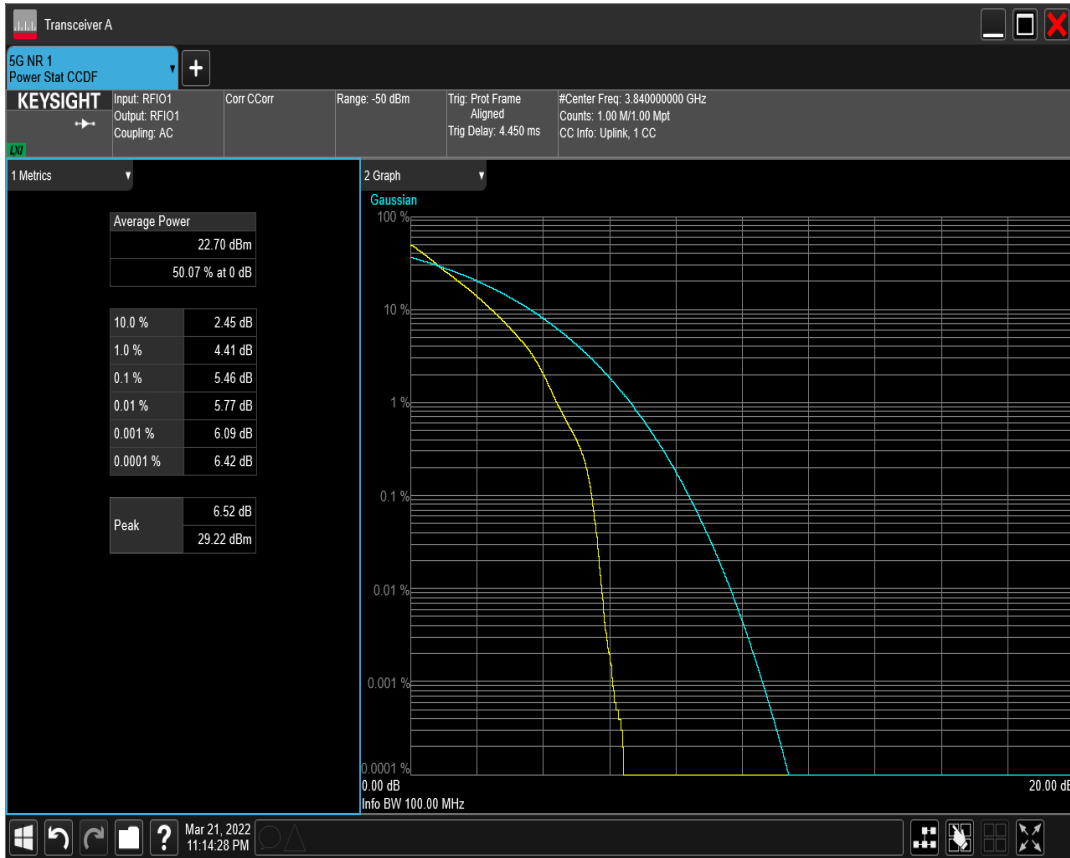 Transceiver A
5G NR 1
Power Stat CCDF
+
KEYSIGHT
LXI
Input: RFIO1
Output: RFIO1
Coupling: AC
Corr CCorr
Range: -50 dBm
Trig: Prot Frame
Aligned
Trig Delay: 4.450 ms
#Center Freq: 3.840000000 GHz
Counts: 1.00 M/1.00 Mpt
CC Info: Uplink, 1 CC
1 Metrics
Average Power
22.70 dBm
50.07 % at 0 dB
10.0 % 2.45 dB
1.0 % 4.41 dB
0.1 % 5.46 dB
0.01 % 5.77 dB
0.001 % 6.09 dB
0.0001 % 6.42 dB
Peak
6.52 dB
29.22 dBm
2 Graph
Gaussian
100 %
10 %
1 %
0.1 %
0.01 %
0.001 %
0.0001 %
0.00 dB 20.00 dB
Info BW 100.00 MHz
?
Mar 21, 2022
11:14:28 PM